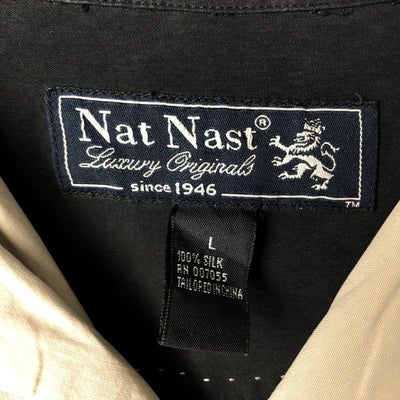 Nat Nast®
Luxury Originals
since 1946
TM
L
100% SILK
RN 007055
TAILORED IN CHINA